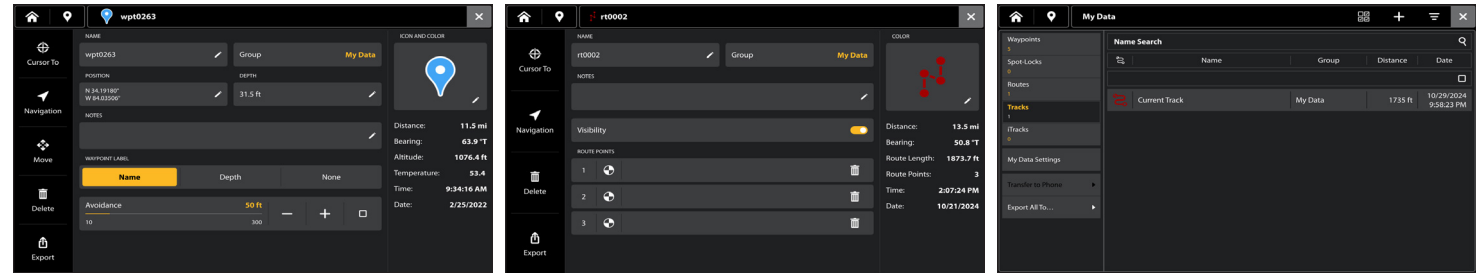 wpt0263
NAME
wpt0263
Group My Data
POSITION
N 34.19180°
W 84.03506°
DEPTH
31.5 ft
NOTES
WAYPOINT LABEL
Name Depth None
Avoidance 50 ft
10 300
Cursor To
Navigation
Move
Delete
Export
ICON AND COLOR
Distance: 11.5 mi
Bearing: 63.9 °T
Altitude: 1076.4 ft
Temperature: 53.4
Time: 9:34:16 AM
Date: 2/25/2022
rt0002
NAME
rt0002
Group My Data
NOTES
Visibility
ROUTE POINTS
1
2
3
Cursor To
Navigation
Delete
Export
COLOR
Distance: 13.5 mi
Bearing: 50.8 °T
Route Length: 1873.7 ft
Route Points: 3
Time: 2:07:24 PM
Date: 10/21/2024
My Data
Waypoints
5
Spot-Locks
0
Routes
1
Tracks
1
iTracks
0
My Data Settings
Transfer to Phone
Export All To...
Name Search
Name Group Distance Date
Current Track My Data 1735 ft 10/29/2024
9:58:23 PM